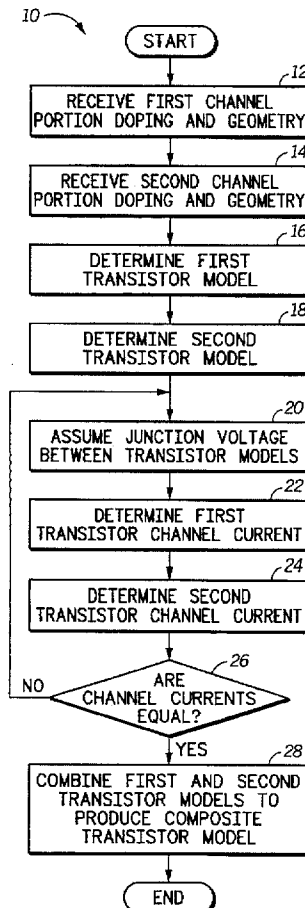 10
START
12
RECEIVE FIRST CHANNEL
PORTION DOPING AND GEOMETRY
14
RECEIVE SECOND CHANNEL
PORTION DOPING AND GEOMETRY
16
DETERMINE FIRST
TRANSISTOR MODEL
18
DETERMINE SECOND
TRANSISTOR MODEL
20
ASSUME JUNCTION VOLTAGE
BETWEEN TRANSISTOR MODELS
22
DETERMINE FIRST
TRANSISTOR CHANNEL CURRENT
24
DETERMINE SECOND
TRANSISTOR CHANNEL CURRENT
26
ARE
CHANNEL CURRENTS
EQUAL?
NO
YES
28
COMBINE FIRST AND SECOND
TRANSISTOR MODELS TO
PRODUCE COMPOSITE
TRANSISTOR MODEL
END